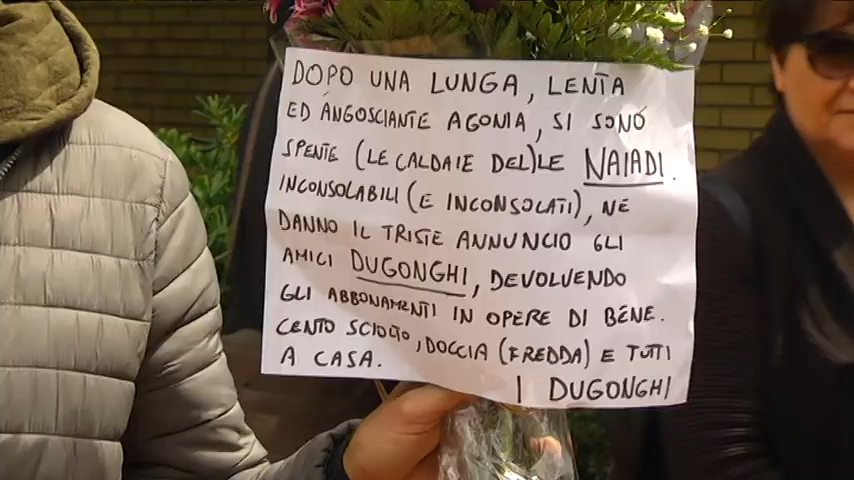 DOPO UNA LUNGA, LENTA
ED ANGOSCIANTE AGONIA, SI SONO
SPENTE (LE CALDAIE DEL)LE NAIADI.
INCONSOLABILI (E INCONSOLATI), NE
DANNO IL TRISTE ANNUNCIO GLI
AMICI DUGONGHI, DEVOLVENDO
GLI ABBONAMENTI IN OPERE DI BENE.
CENTO SCIOLTO, DOCCIA (FREDDA) E TUTTI
A CASA.
I DUGONGHI